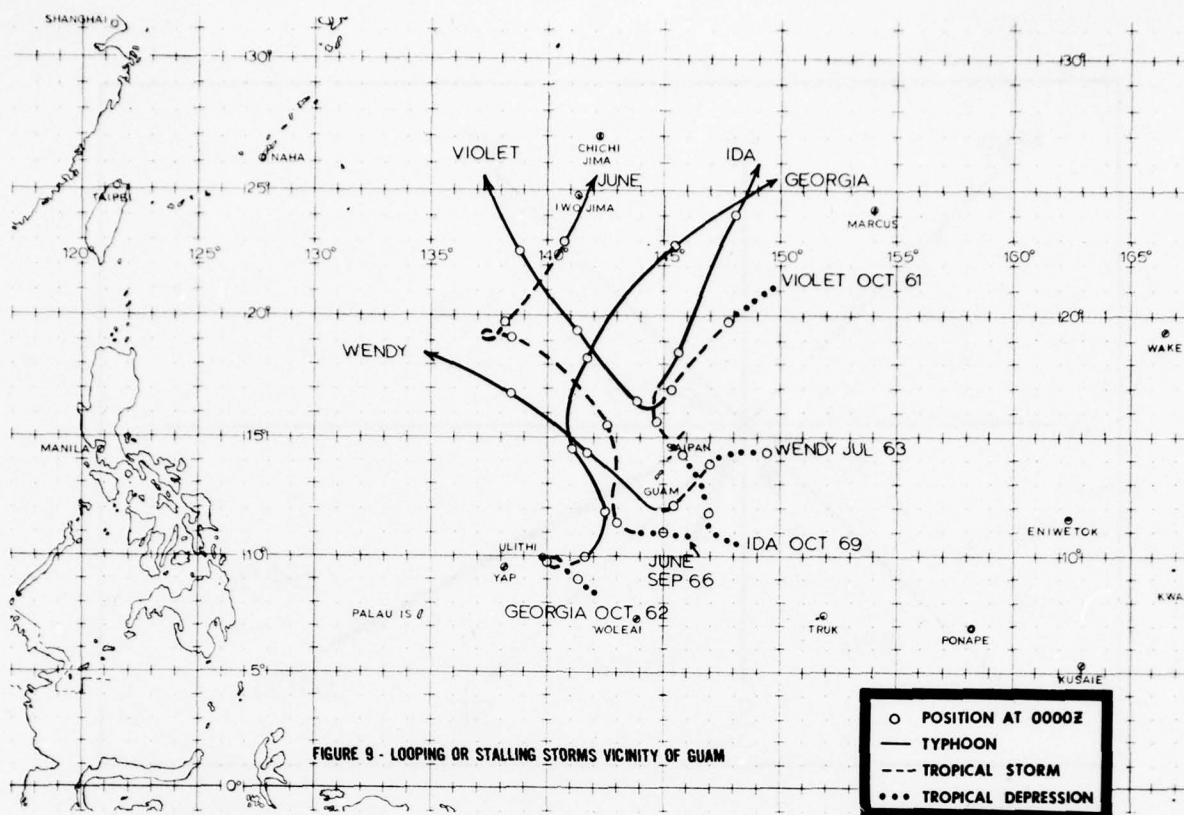 SHANGHAI
30°
30°
NAHA
VIOLET
CHICHI
JIMA
JUNE
IDA
GEORGIA
TAIPEI
25°
25°
IWO JIMA
MARCUS
120°
125°
135°
140°
145°
150°
155°
160°
165°
VIOLET OCT 61
20°
20°
WAKE
WENDY
MANILA
15°
15°
SAIPAN
WENDY JUL 63
GUAM
ENIWETOK
ULITHI
10°
10°
IDA OCT 69
YAP
JUNE
SEP 66
KWA
PALAU IS
GEORGIA OCT. 62
WOLEAI
TRUK
PONAPE
5°
KUSAIE
FIGURE 9 - LOOPING OR STALLING STORMS VICINITY OF GUAM
0°
POSITION AT 0000Z
TYPHOON
TROPICAL STORM
TROPICAL DEPRESSION